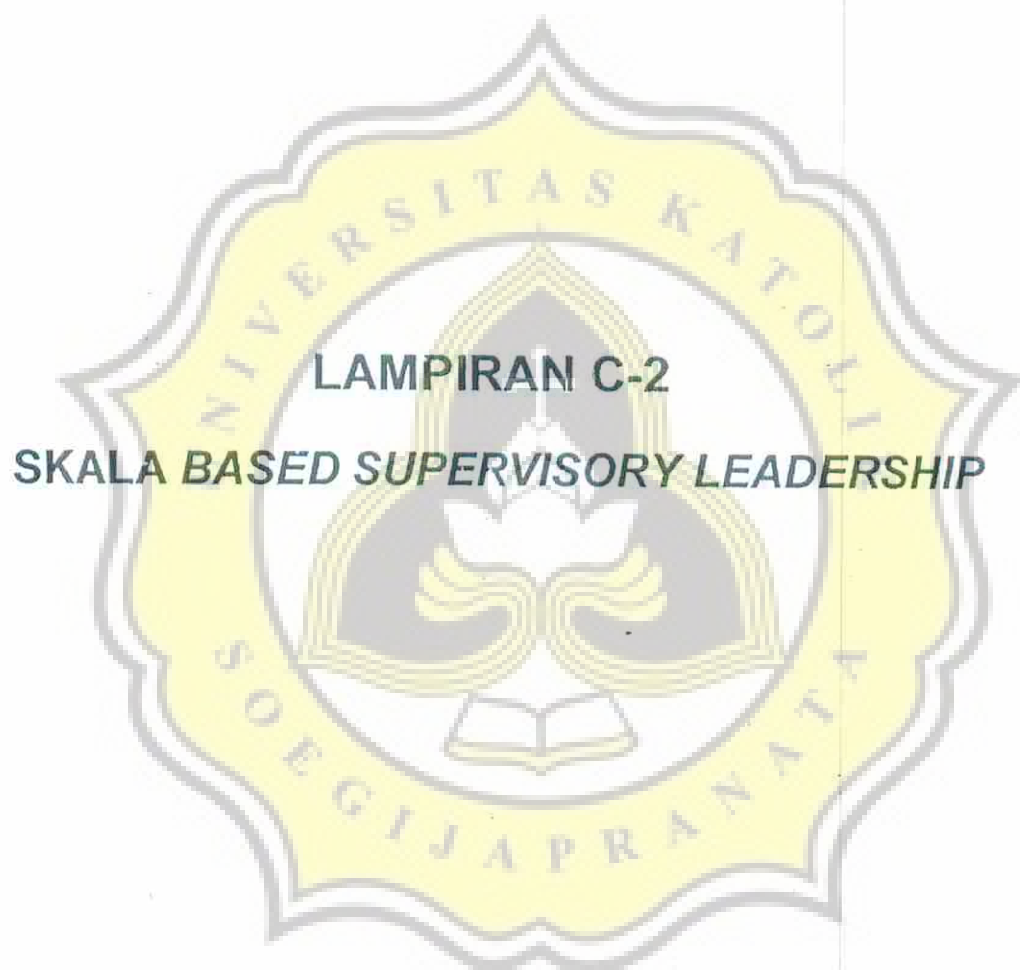 UNIVERSITAS KATOLIK
LAMPIRAN C-2
SKALA BASED SUPERVISORY LEADERSHIP
SOEGIJAPRANATA